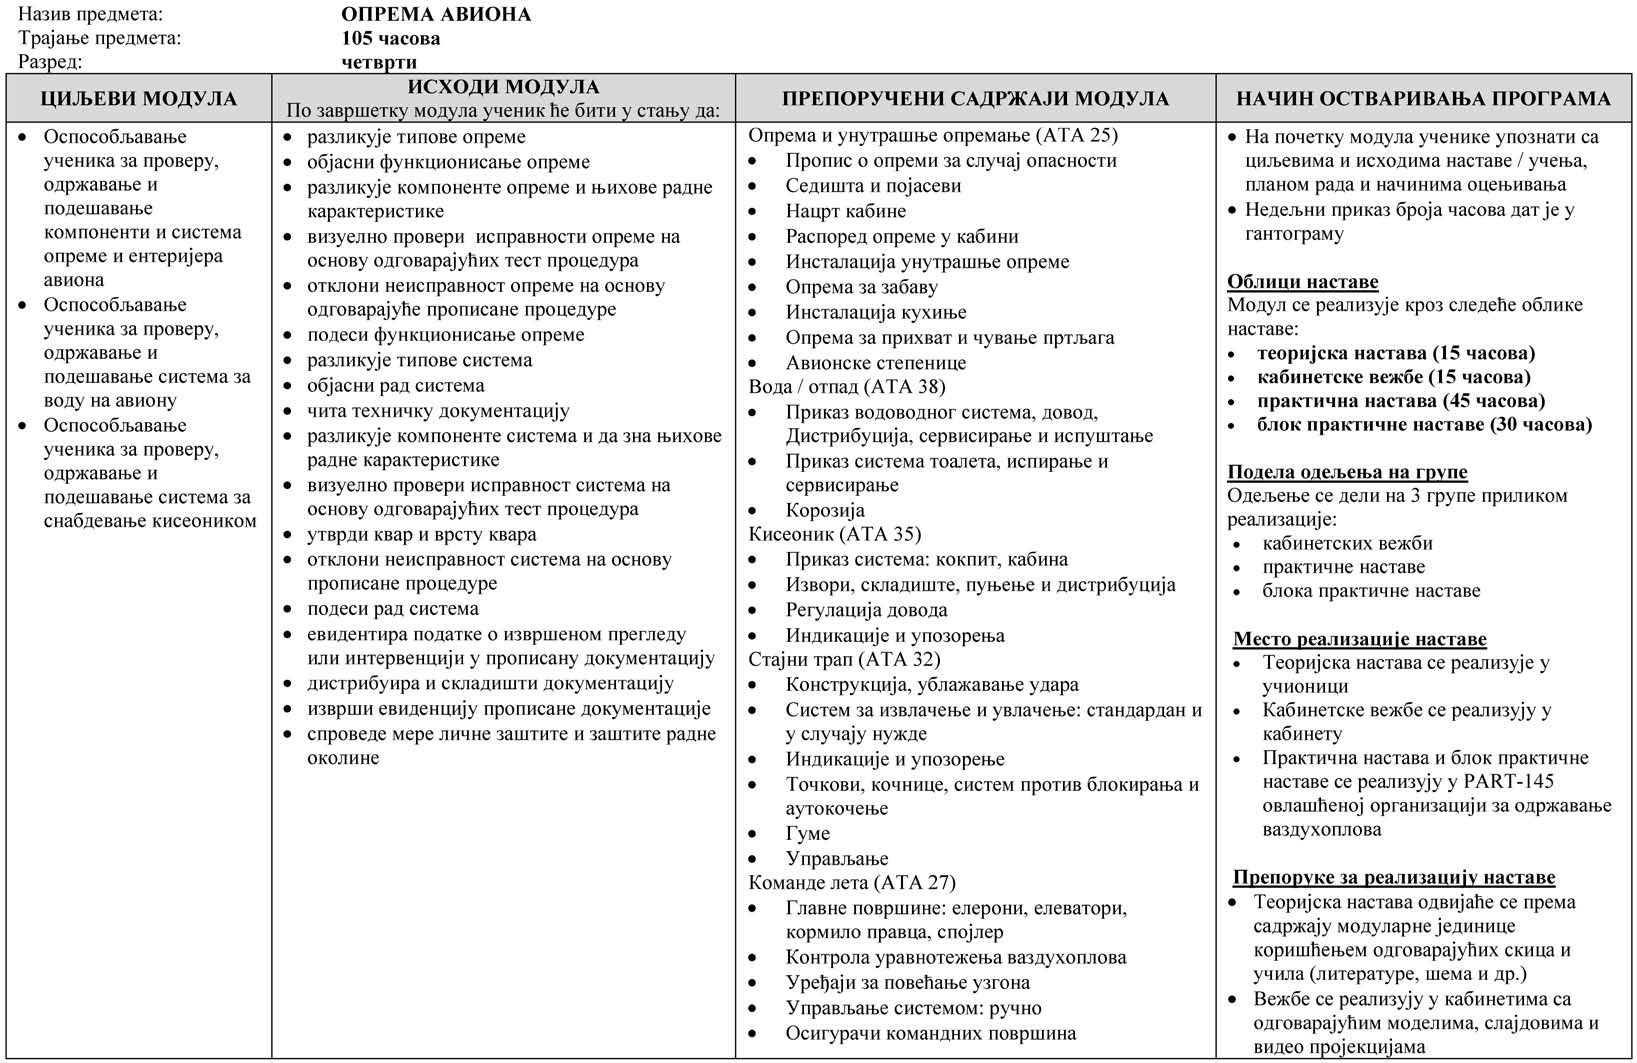 Назив предмета: ОПРЕМА АВИОНА
Трајање предмета: 105 часова
Разред: четврти
ЦИЉЕВИ МОДУЛА
• Оспособљавање
ученика за проверу,
одржавање и
подешавање
компоненти и система
опреме и ентеријера
авиона
• Оспособљавање
ученика за проверу,
одржавање и
подешавање система за
воду на авиону
• Оспособљавање
ученика за проверу,
одржавање и
подешавање система за
снабдевање кисеоником
ИСХОДИ МОДУЛА
По завршетку модула ученик ће бити у стању да:
• разликује типове опреме
• објасни функционисање опреме
• разликује компоненте опреме и њихове радне
карактеристике
• визуелно провери исправности опреме на
основу одговарајућих тест процедура
• отклони неисправност опреме на основу
одговарајуће прописане процедуре
• подеси функционисање опреме
• разликује типове система
• објасни рад система
• чита техничку документацију
• разликује компоненте система и да зна њихове
радне карактеристике
• визуелно провери исправност система на
основу одговарајућих тест процедура
• утврди квар и врсту квара
• отклони неисправност система на основу
прописане процедуре
• подеси рад система
• евидентира податке о извршеном прегледу
или интервенцији у прописану документацију
• дистрибуира и складишти документацију
• изврши евиденцију прописане документације
• спроведе мере личне заштите и заштите радне
околине
ПРЕПОРУЧЕНИ САДРЖАЈИ МОДУЛА
Опрема и унутрашње опремање (АТА 25)
• Пропис о опреми за случај опасности
• Седишта и појасеви
• Нацрт кабине
• Распоред опреме у кабини
• Инсталација унутрашње опреме
• Опрема за забаву
• Инсталација кухиње
• Опрема за прихват и чување пртљага
• Авионске степенице
Вода / отпад (АТА 38)
• Приказ водоводног система, довод,
Дистрибуција, сервисирање и испуштање
• Приказ система тоалета, испирање и
сервисирање
• Корозија
Кисеоник (АТА 35)
• Приказ система: кокпит, кабина
• Извори, складиште, пуњење и дистрибуција
• Регулација довода
• Индикације и упозорења
Стајни трап (АТА 32)
• Конструкција, ублажавање удара
• Систем за извлачење и увлачење: стандардан и
у случају нужде
• Индикације и упозорење
• Точкови, кочнице, систем против блокирања и
аутокочење
• Гуме
• Управљање
Команде лета (АТА 27)
• Главне површине: елерони, елеватори,
кормило правца, спојлер
• Контрола уравнотежења ваздухоплова
• Уређаји за повећање узгона
• Управљање системом: ручно
• Осигурачи командних површина
НАЧИН ОСТВАРИВАЊА ПРОГРАМА
• На почетку модула ученике упознати са
циљевима и исходима наставе / учења,
планом рада и начинима оцењивања
• Недељни приказ броја часова дат је у
гантограму
Облици наставе
Модул се реализује кроз следеће облике
наставе:
• теоријска настава (15 часова)
• кабинетске вежбе (15 часова)
• практична настава (45 часова)
• блок практичне наставе (30 часова)
Подела одељења на групе
Одељење се дели на 3 групе приликом
реализације:
• кабинетских вежби
• практичне наставе
• блока практичне наставе
Место реализације наставе
• Теоријска настава се реализује у
учионици
• Кабинетске вежбе се реализују у
кабинету
• Практична настава и блок практичне
наставе се реализују у PART-145
овлашћеној организацији за одржавање
ваздухоплова
Препоруке за реализацију наставе
• Теоријска настава одвијаће се према
садржају модуларне јединице
коришћењем одговарајућих скица и
учила (литературе, шема и др.)
• Вежбе се реализују у кабинетима са
одговарајућим моделима, слајдовима и
видео пројекцијама